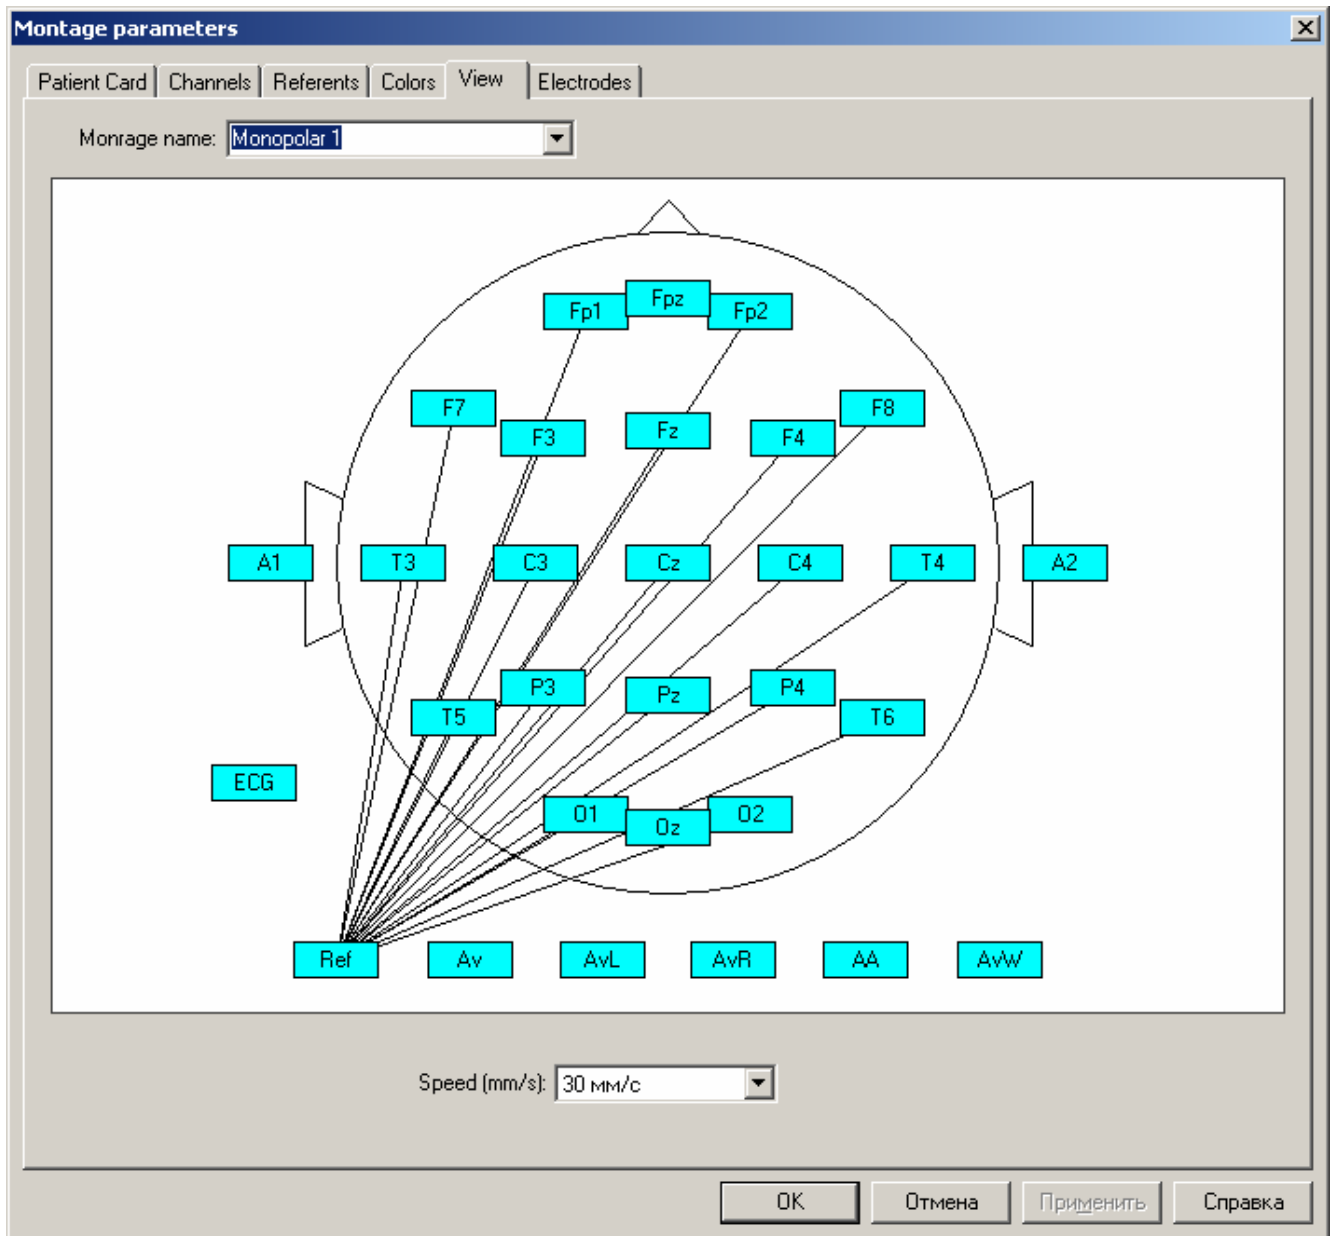 Montage parameters
Patient Card Channels Referents Colors View Electrodes
Monrage name: Monopolar 1
Fp1 Fpz Fp2
F7 F3 Fz F4 F8
A1 T3 C3 Cz C4 T4 A2
T5 P3 Pz P4 T6
ECG
O1 Oz O2
Ref Av AvL AvR AA AvW
Speed (mm/s): 30 мм/с
OK Отмена Применить Справка